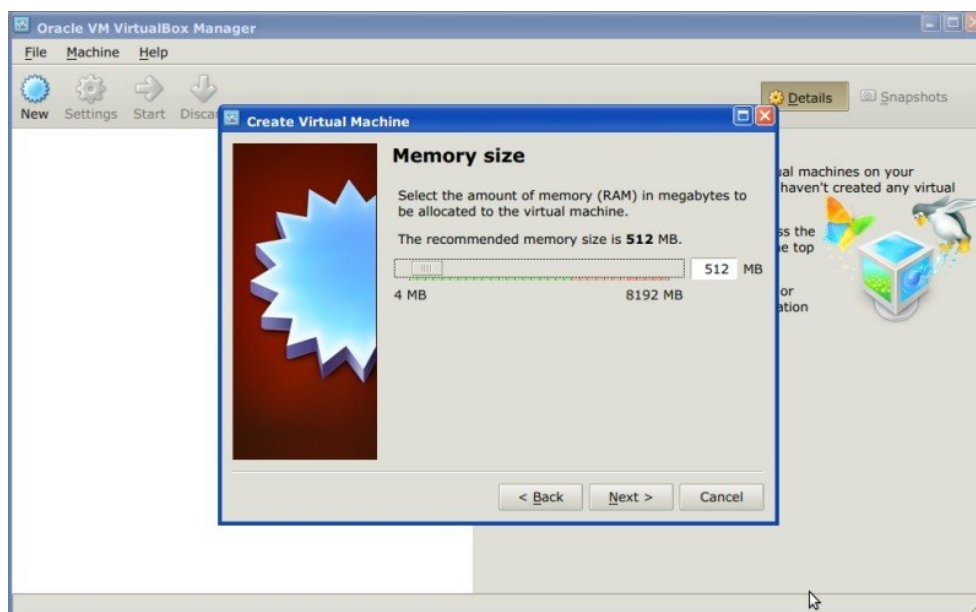 Oracle VM VirtualBox Manager
File Machine Help
New Settings Start Disca
Details Snapshots
Create Virtual Machine
Memory size
Select the amount of memory (RAM) in megabytes to
be allocated to the virtual machine.
The recommended memory size is 512 MB.
512 MB
4 MB 8192 MB
< Back Next > Cancel
ual machines on your
haven't created any virtual
ss the
e top
or
ation